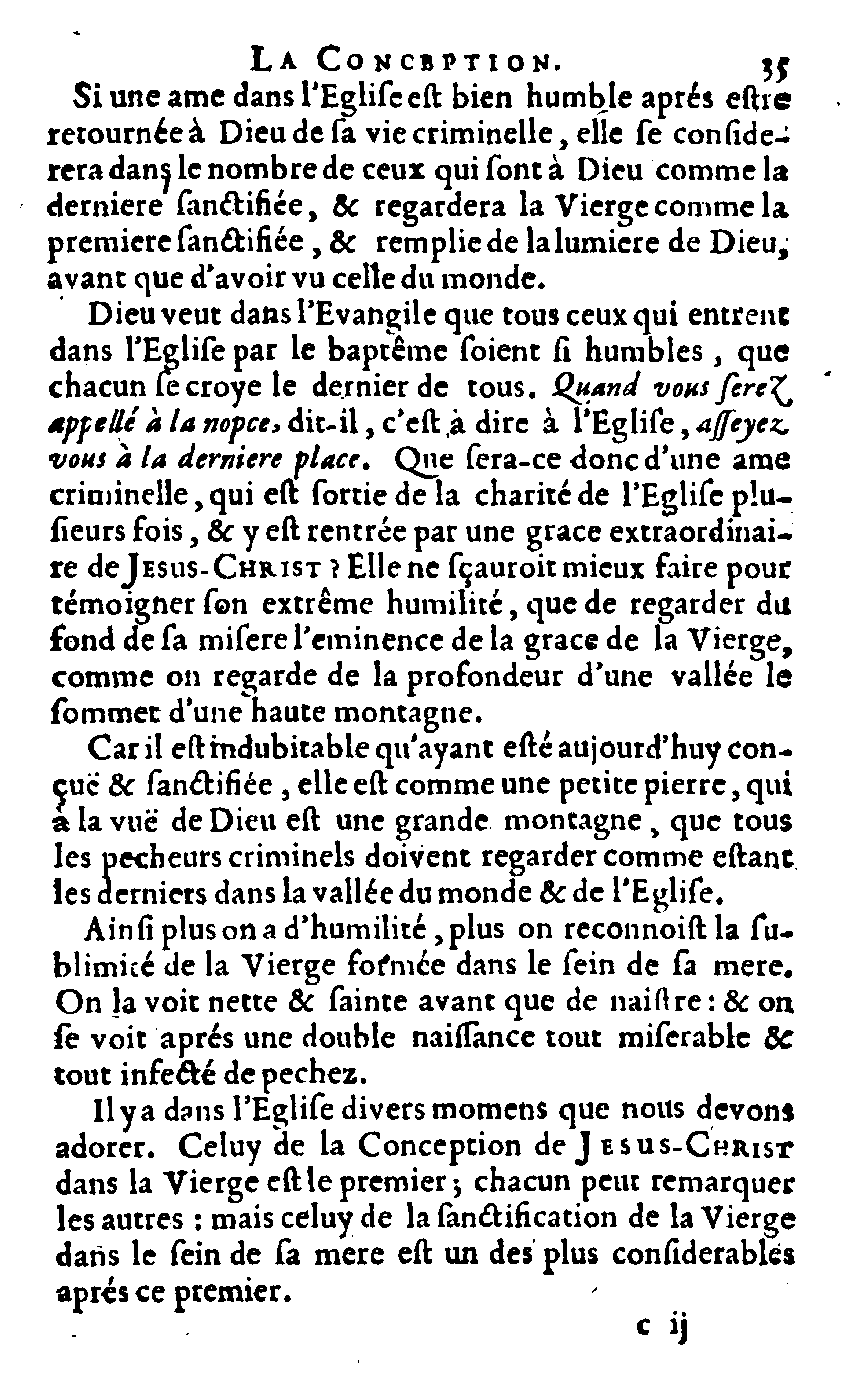 LA CONCEPTION. 35
Si une ame dans l'Egliſe eſt bien humble aprés eſtre
retournée à Dieu de ſa vie criminelle, elle ſe conſide-
rera dans le nombre de ceux qui ſont à Dieu comme la
derniere ſanctifiée, & regardera la Vierge comme la
premiere ſanctifiée, & remplie de la lumiere de Dieu,
avant que d'avoir vu celle du monde.
Dieu veut dans l'Evangile que tous ceux qui entrent
dans l'Egliſe par le baptême ſoient ſi humbles, que
chacun ſe croye le dernier de tous. Quand vous ſerez
appellé à la nopce, dit-il, c'eſt à dire à l'Egliſe, aſſeyez
vous à la derniere place. Que ſera-ce donc d'une ame
criminelle, qui eſt ſortie de la charité de l'Egliſe plu-
ſieurs fois, & y eſt rentrée par une grace extraordinai-
re de JESUS-CHRIST ? Elle ne ſçauroit mieux faire pour
témoigner ſon extrême humilité, que de regarder du
fond de ſa miſere l'eminence de la grace de la Vierge,
comme on regarde de la profondeur d'une vallée le
ſommet d'une haute montagne.
Car il eſt indubitable qu'ayant eſté aujourd'huy con-
çuë & ſanctifiée, elle eſt comme une petite pierre, qui
à la vuë de Dieu eſt une grande montagne, que tous
les pecheurs criminels doivent regarder comme eſtant
les derniers dans la vallée du monde & de l'Egliſe.
Ainſi plus on a d'humilité, plus on reconnoiſt la ſu-
blimité de la Vierge formée dans le ſein de ſa mere.
On la voit nette & ſainte avant que de naiſtre : & on
ſe voit aprés une double naiſſance tout miſerable &
tout infecté de pechez.
Il y a dans l'Egliſe divers momens que nous devons
adorer. Celuy de la Conception de JESUS-CHRIST
dans la Vierge eſt le premier ; chacun peut remarquer
les autres : mais celuy de la ſanctification de la Vierge
dans le ſein de ſa mere eſt un des plus conſiderables
aprés ce premier.
c ij